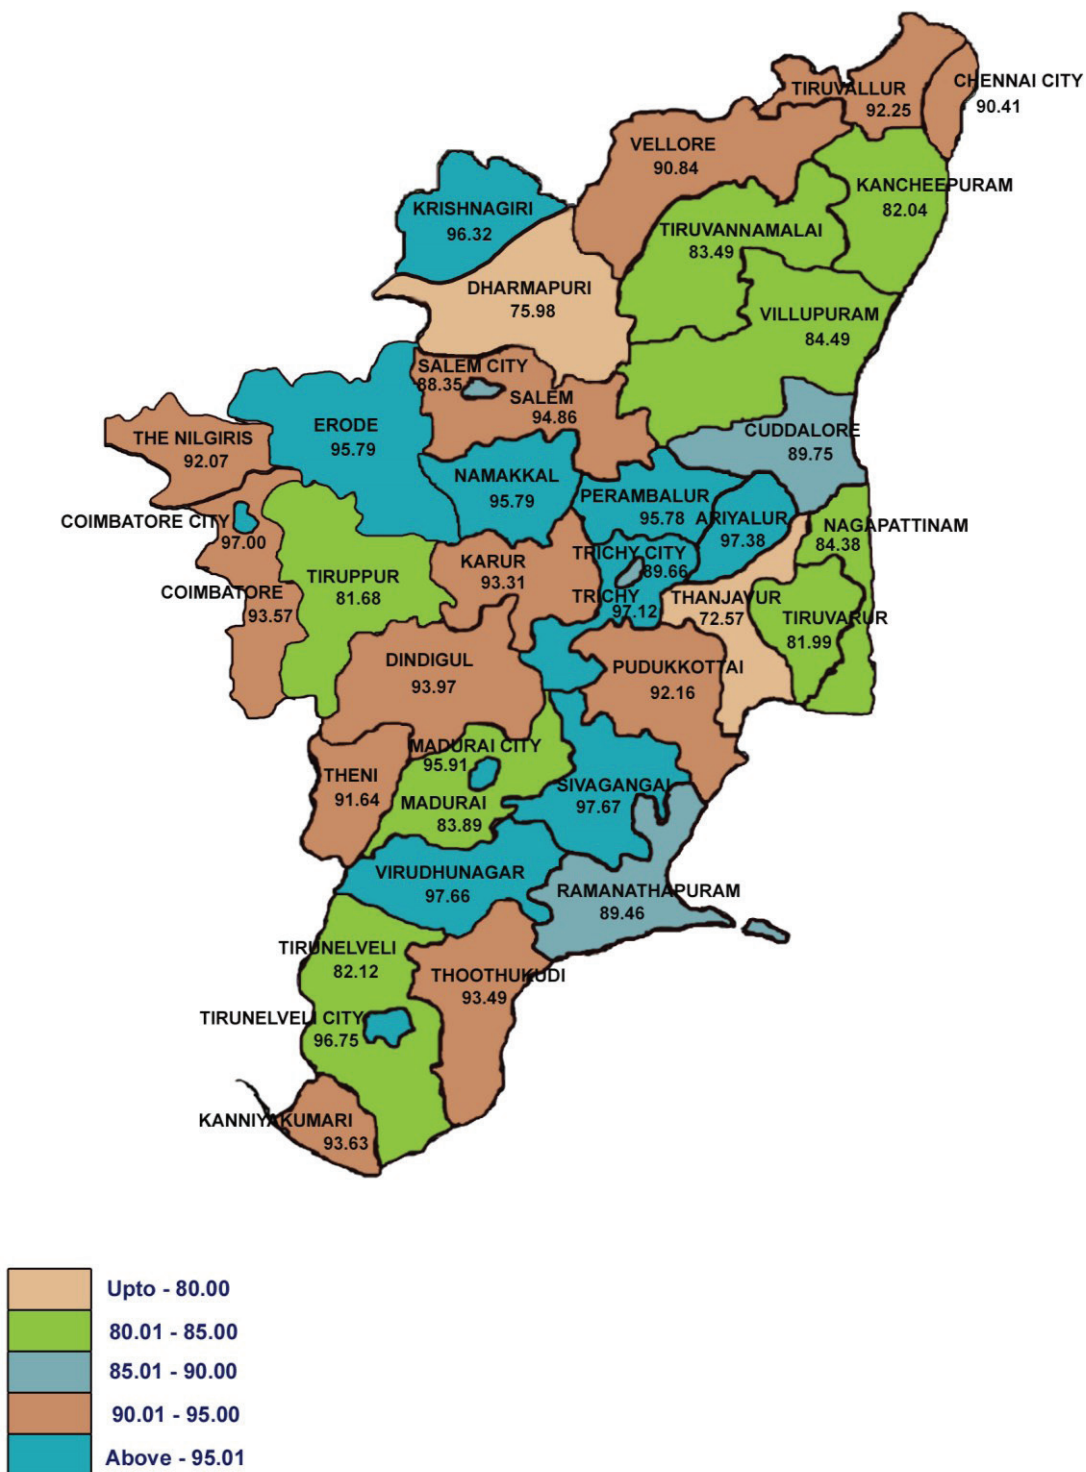 CHENNAI CITY
90.41
TIRUVALLUR
92.25
VELLORE
90.84
KANCHEEPURAM
82.04
KRISHNAGIRI
96.32
TIRUVANNAMALAI
83.49
DHARMAPURI
75.98
VILLUPURAM
84.49
SALEM CITY
88.35
SALEM
94.86
ERODE
95.79
THE NILGIRIS
92.07
CUDDALORE
89.75
NAMAKKAL
95.79
PERAMBALUR
95.78
ARIYALUR
97.38
NAGAPATTINAM
84.38
COIMBATORE CITY
97.00
TRICHY CITY
89.66
KARUR
93.31
TIRUPPUR
81.68
COIMBATORE
93.57
TRICHY
97.12
THANJAVUR
72.57
TIRUVARUR
81.99
DINDIGUL
93.97
PUDUKKOTTAI
92.16
MADURAI CITY
95.91
THENI
91.64
MADURAI
83.89
SIVAGANGAI
97.67
VIRUDHUNAGAR
97.66
RAMANATHAPURAM
89.46
TIRUNELVELI
82.12
THOOTHUKUDI
93.49
TIRUNELVELI CITY
96.75
KANNIYAKUMARI
93.63
Upto - 80.00
80.01 - 85.00
85.01 - 90.00
90.01 - 95.00
Above - 95.01